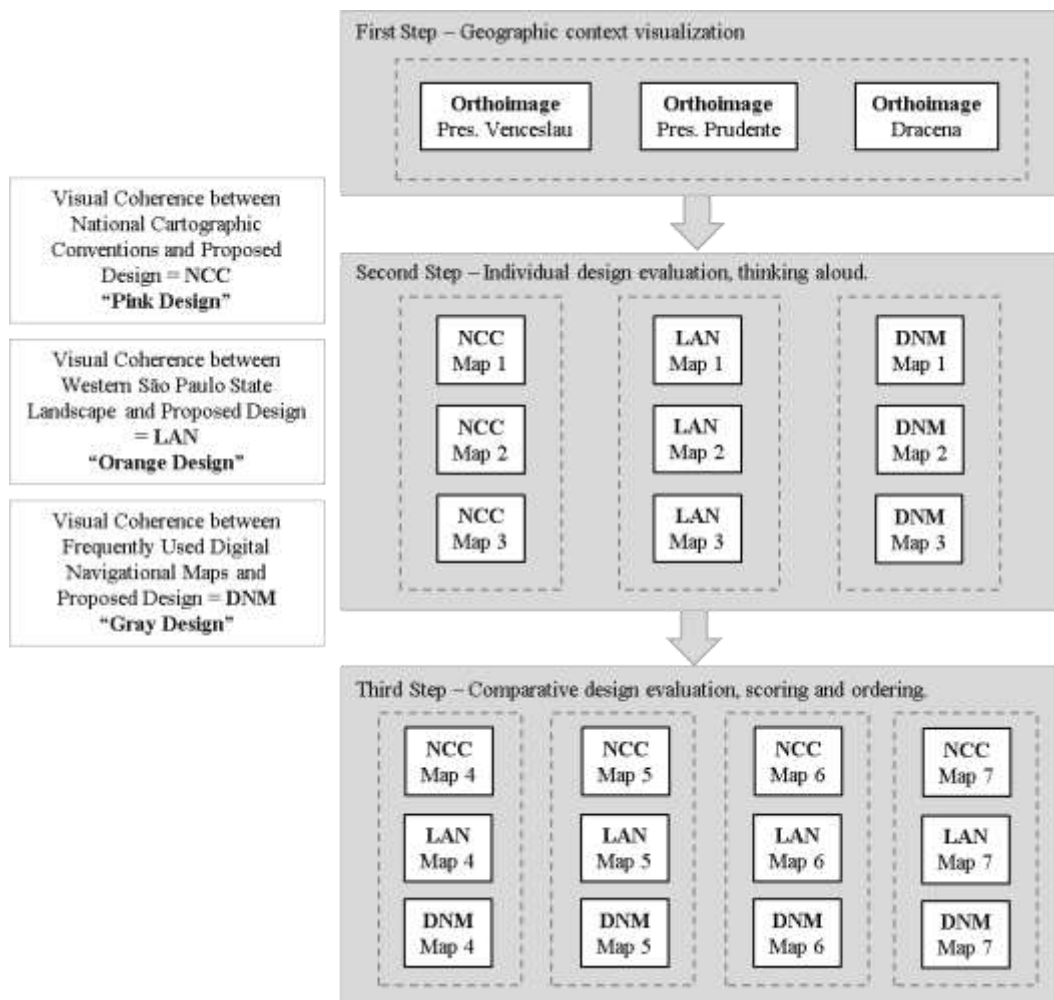 First Step – Geographic context visualization
Orthoimage
Pres. Venceslau
Orthoimage
Pres. Prudente
Orthoimage
Dracena
Visual Coherence between
National Cartographic
Conventions and Proposed
Design = NCC
“Pink Design”
Visual Coherence between
Western São Paulo State
Landscape and Proposed Design
= LAN
“Orange Design”
Visual Coherence between
Frequently Used Digital
Navigational Maps and
Proposed Design = DNM
“Gray Design”
Second Step – Individual design evaluation, thinking aloud.
NCC
Map 1
NCC
Map 2
NCC
Map 3
LAN
Map 1
LAN
Map 2
LAN
Map 3
DNM
Map 1
DNM
Map 2
DNM
Map 3
Third Step – Comparative design evaluation, scoring and ordering.
NCC
Map 4
LAN
Map 4
DNM
Map 4
NCC
Map 5
LAN
Map 5
DNM
Map 5
NCC
Map 6
LAN
Map 6
DNM
Map 6
NCC
Map 7
LAN
Map 7
DNM
Map 7